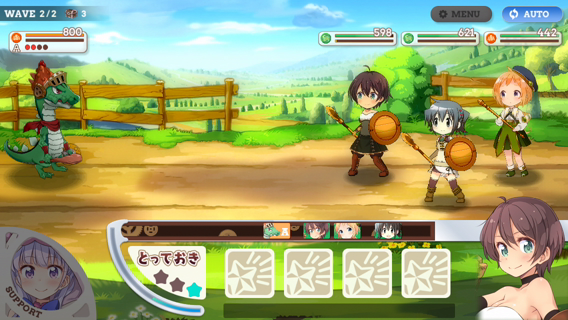 WAVE 2/2 3
MENU
AUTO
800
A
598
621
442
A
とっておき
SUPPORT